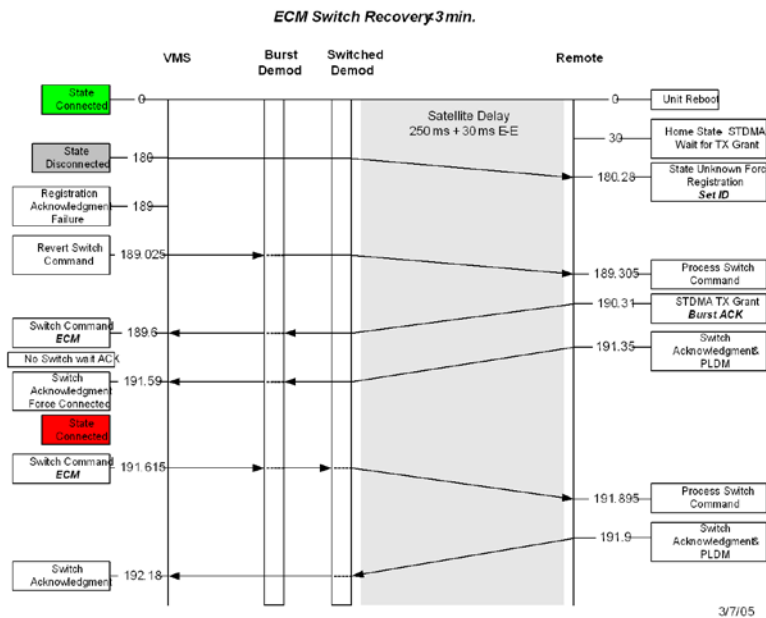 ECM Switch Recovery<3 min.
VMS
Burst
Demod
Switched
Demod
Remote
State
Connected
0
0
Unit Reboot
Satellite Delay
250 ms + 30 ms E-E
30
Home State STDMA
Wait for TX Grant
State
Disconnected
180
180.28
State Unknown Force
Registration
Set ID
Registration
Acknowledgment
Failure
189
Revert Switch
Command
189.025
189.305
Process Switch
Command
190.31
STDMA TX Grant
Burst ACK
Switch Command
ECM
189.6
No Switch wait ACK
191.35
Switch
Acknowledgment&
PLDM
Switch
Acknowledgment
Force Connected
191.59
State
Connected
Switch Command
ECM
191.615
191.895
Process Switch
Command
191.9
Switch
Acknowledgment&
PLDM
Switch
Acknowledgment
192.18
3/7/05